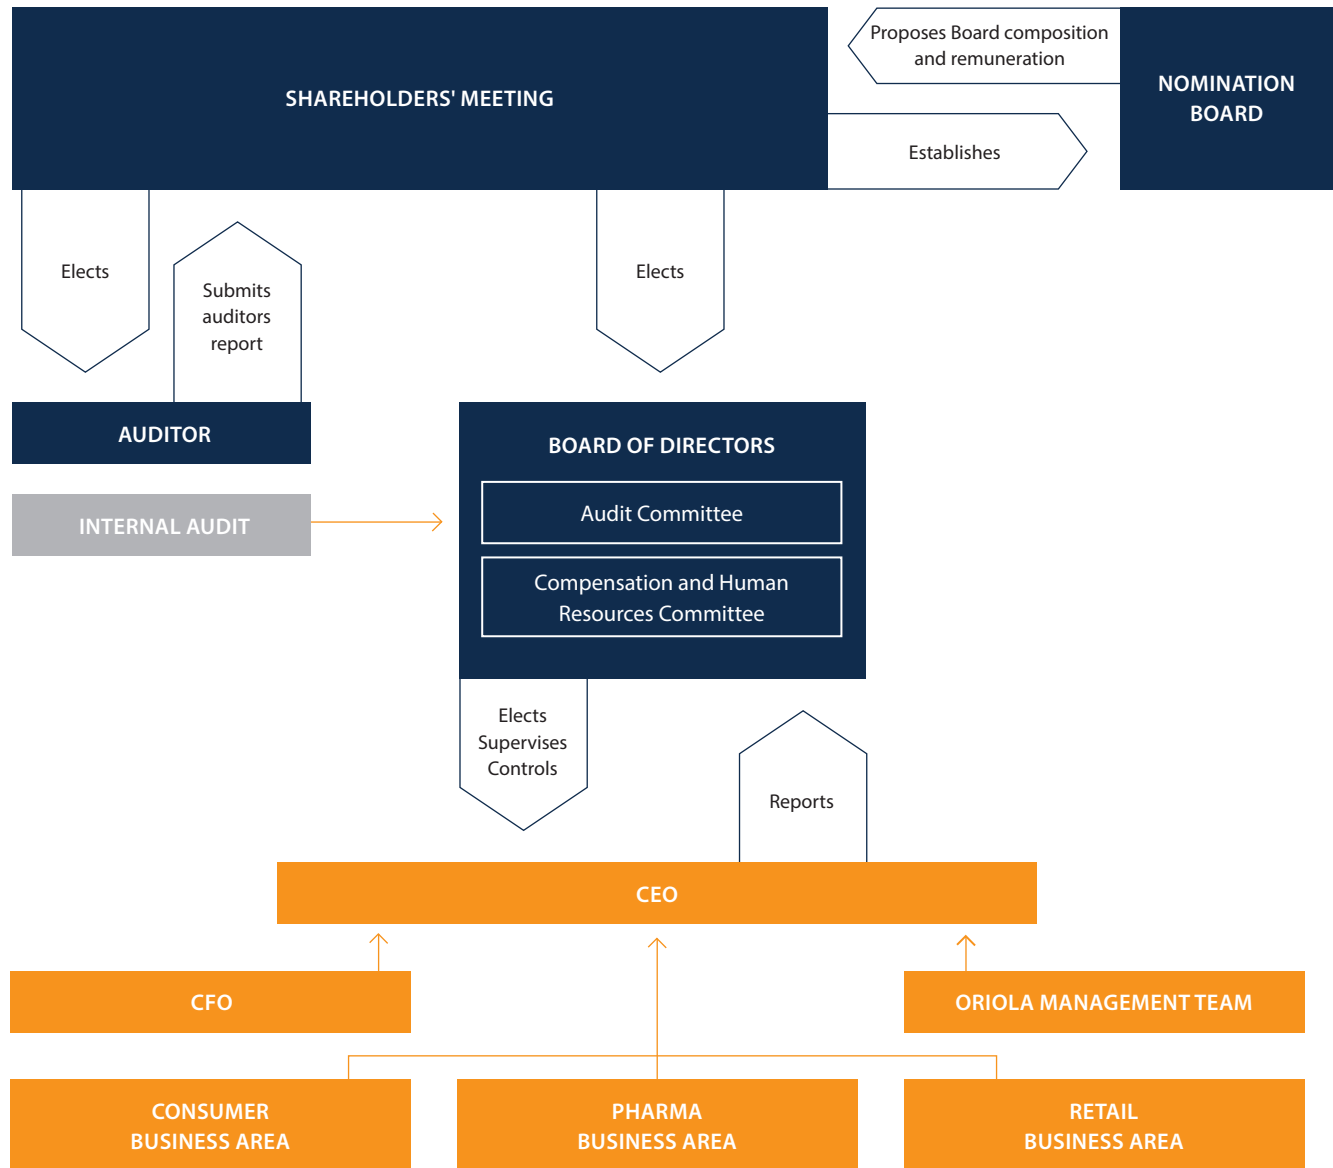 Proposes Board composition
and remuneration
SHAREHOLDERS' MEETING
NOMINATION
BOARD
Establishes
Elects
Submits
auditors
report
Elects
AUDITOR
BOARD OF DIRECTORS
Audit Committee
INTERNAL AUDIT
Compensation and Human
Resources Committee
Elects
Supervises
Controls
Reports
CEO
CFO
ORIOLA MANAGEMENT TEAM
CONSUMER
BUSINESS AREA
PHARMA
BUSINESS AREA
RETAIL
BUSINESS AREA